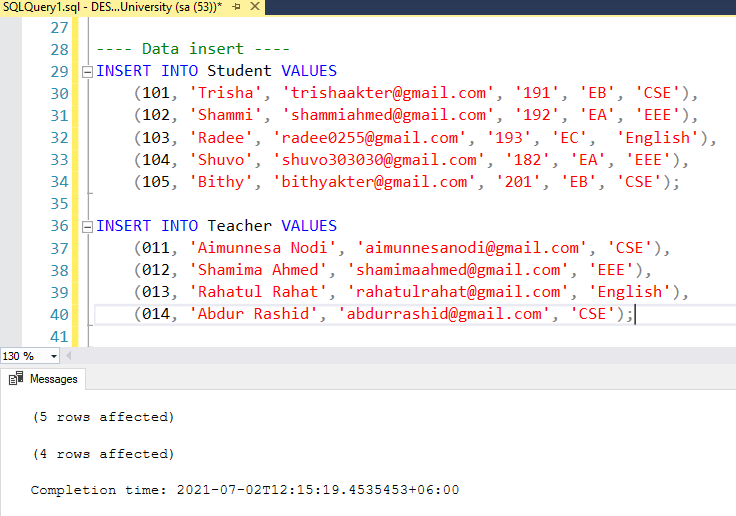 SQLQuery1.sql - DES...University (sa (53))*
27
28 ---- Data insert ----
29 INSERT INTO Student VALUES
30 (101, 'Trisha', 'trishaakter@gmail.com', '191', 'EB', 'CSE'),
31 (102, 'Shammi', 'shammiahmed@gmail.com', '192', 'EA', 'EEE'),
32 (103, 'Radee', 'radee0255@gmail.com', '193', 'EC',  'English'),
33 (104, 'Shuvo', 'shuvo303030@gmail.com', '182', 'EA', 'EEE'),
34 (105, 'Bithy', 'bithyakter@gmail.com', '201', 'EB', 'CSE');
35
36 INSERT INTO Teacher VALUES
37 (011, 'Aimunnesa Nodi', 'aimunnesanodi@gmail.com', 'CSE'),
38 (012, 'Shamima Ahmed', 'shamimaahmed@gmail.com', 'EEE'),
39 (013, 'Rahatul Rahat', 'rahatulrahat@gmail.com', 'English'),
40 (014, 'Abdur Rashid', 'abdurrashid@gmail.com', 'CSE');
41
130 %
Messages
(5 rows affected)
(4 rows affected)
Completion time: 2021-07-02T12:15:19.4535453+06:00